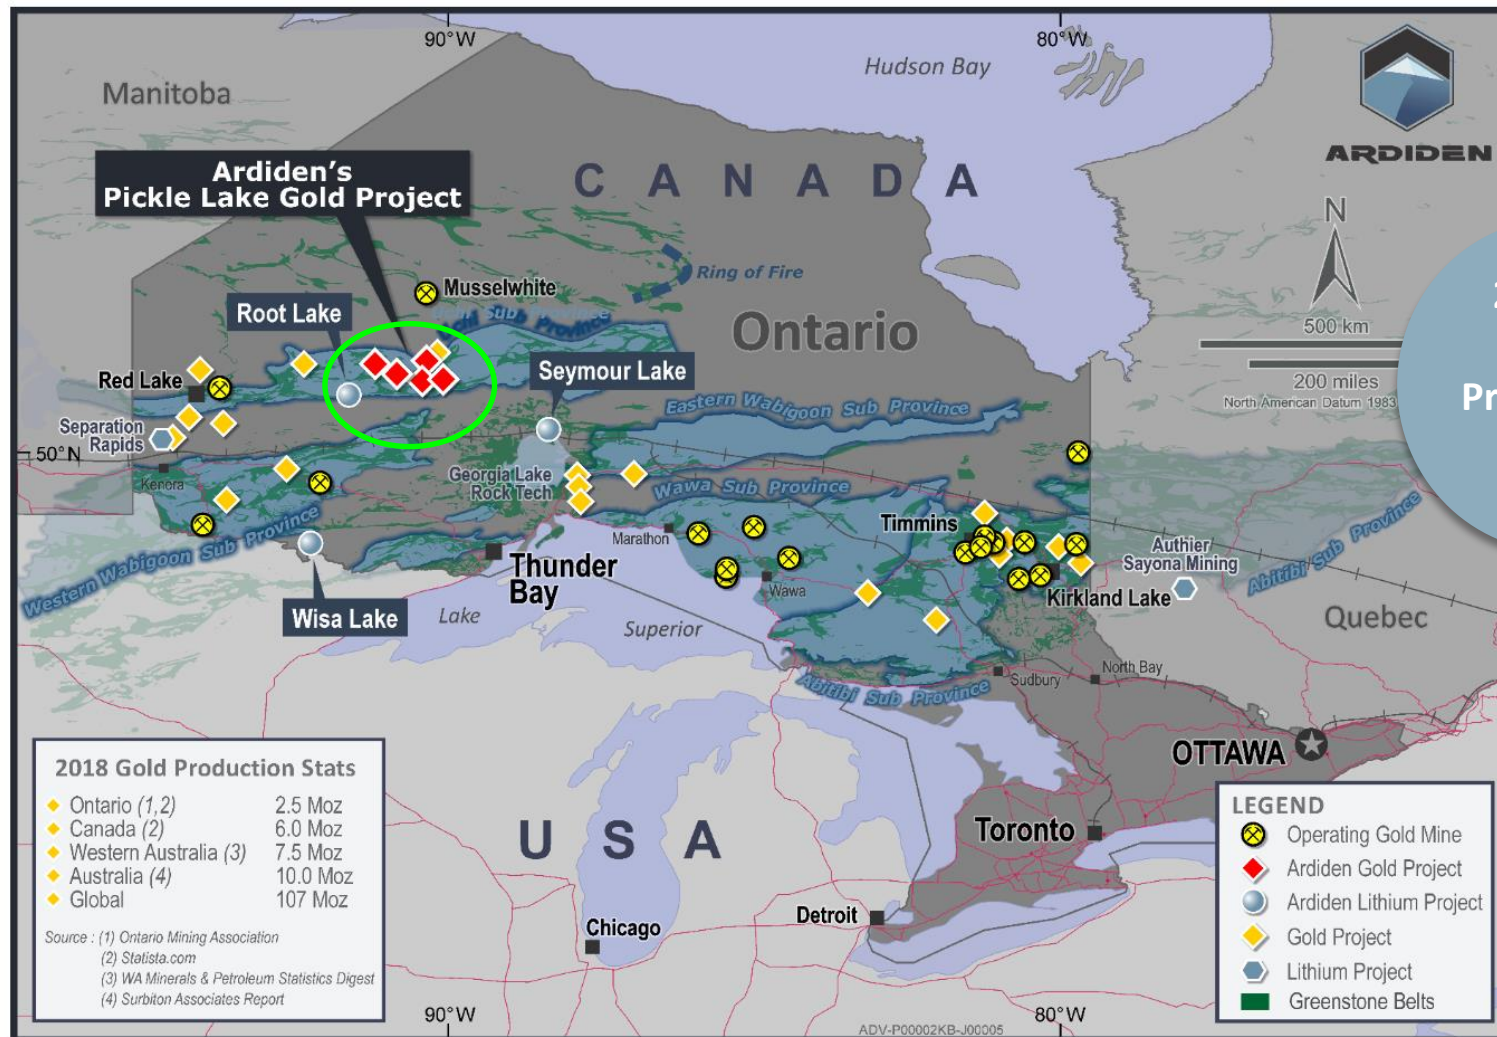 90°W
80°W
Hudson Bay
Manitoba
ARDIDEN
Ardiden's
Pickle Lake Gold Project
C A N A D A
N
Ring of Fire
Musselwhite
Root Lake
Uchi Sub Province
Ontario
500 km
200 miles
North American Datum 1983
Seymour Lake
Red Lake
Eastern Wabigoon Sub Province
Separation
Rapids
50°N
Kenora
Georgia Lake
Rock Tech
Wawa Sub Province
Timmins
Marathon
Authier
Sayona Mining
Abitibi Sub Province
Western Wabigoon Sub Province
Thunder
Bay
Wawa
Kirkland Lake
Wisa Lake
Lake
Superior
Quebec
North Bay
Sudbury
Abitibi Sub Province
OTTAWA
2018 Gold Production Stats
Ontario (1,2) 2.5 Moz
Canada (2) 6.0 Moz
Western Australia (3) 7.5 Moz
Australia (4) 10.0 Moz
Global 107 Moz
Source : (1) Ontario Mining Association
(2) Statista.com
(3) WA Minerals & Petroleum Statistics Digest
(4) Surbiton Associates Report
U S A
Toronto
Detroit
Chicago
LEGEND
Operating Gold Mine
Ardiden Gold Project
Ardiden Lithium Project
Gold Project
Lithium Project
Greenstone Belts
90°W
80°W
ADV-P00002KB-J00005